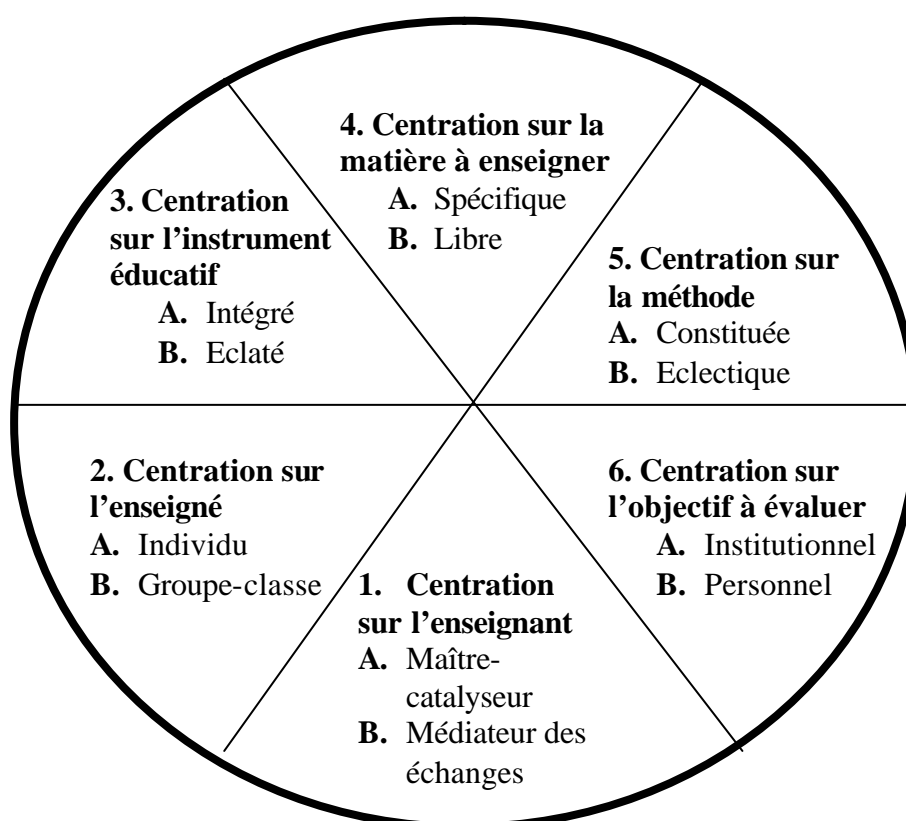 4. Centration sur la
matière à enseigner
A. Spécifique
B. Libre
3. Centration
sur l'instrument
éducatif
A. Intégré
B. Eclaté
5. Centration sur
la méthode
A. Constituée
B. Eclectique
2. Centration sur
l'enseigné
A. Individu
B. Groupe-classe
1. Centration
sur l'enseignant
A. Maître-
catalyseur
B. Médiateur des
échanges
6. Centration sur
l'objectif à évaluer
A. Institutionnel
B. Personnel